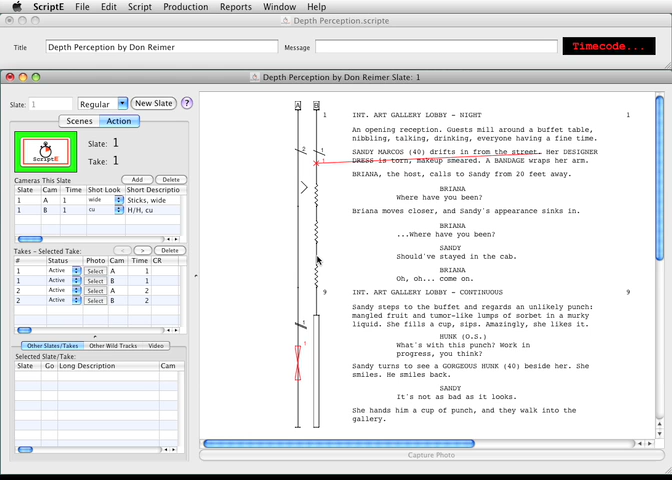 ScriptE File Edit Script Production Reports Window Help
Depth Perception.scripte
Title Depth Perception by Don Reimer Message Timecode...
Depth Perception by Don Reimer Slate: 1
Slate: 1 Regular New Slate ?
Scenes Action
Slate: 1
Take: 1
ScriptE
Cameras This Slate Add Delete
Slate Cam Time Shot Look Short Descriptio
1 A 1 wide Sticks, wide
1 B 1 cu H/H, cu
Takes - Selected Take: < > Delete
# Status Photo Cam Time CR
1 Active Select A 1
1 Active Select B 1
2 Active Select A 2
2 Active Select B 2
Other Slates/Takes Other Wild Tracks Video
Selected Slate/Take:
Slate Go Long Description Cam
A B
2 1
1
1
1
1 INT. ART GALLERY LOBBY - NIGHT 1
An opening reception. Guests mill around a buffet table,
nibbling, talking, drinking, everyone having a fine time.
SANDY MARCOS (40) drifts in from the street. Her DESIGNER
DRESS is torn, makeup smeared. A BANDAGE wraps her arm.
BRIANA, the host, calls to Sandy from 20 feet away.
BRIANA
Where have you been?
Briana moves closer, and Sandy's appearance sinks in.
BRIANA
...Where have you been?
SANDY
Should've stayed in the cab.
BRIANA
Oh, oh... come on.
9 INT. ART GALLERY LOBBY - CONTINUOUS 9
Sandy steps to the buffet and regards an unlikely punch:
mangled fruit and tumor-like lumps of sorbet in a murky
liquid. She fills a cup, sips. Amazingly, she likes it.
HUNK (O.S.)
What's with this punch? Work in
progress, you think?
Sandy turns to see a GORGEOUS HUNK (40) beside her. She
smiles. He smiles back.
SANDY
It's not as bad as it looks.
She hands him a cup of punch, and they walk into the
gallery.
Capture Photo